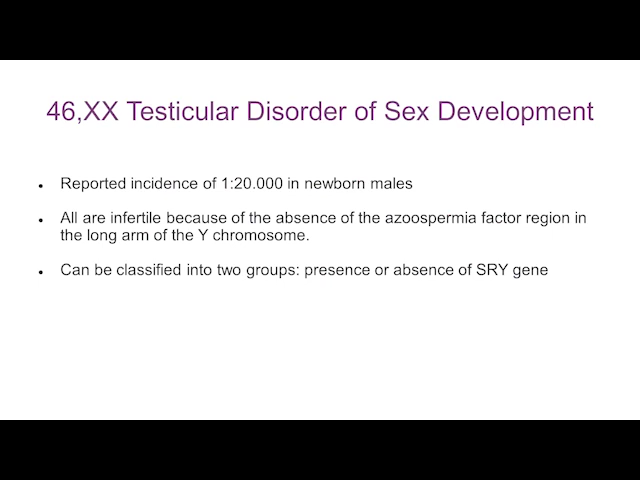 46,XX Testicular Disorder of Sex Development
• Reported incidence of 1:20.000 in newborn males
• All are infertile because of the absence of the azoospermia factor region in
the long arm of the Y chromosome.
• Can be classified into two groups: presence or absence of SRY gene